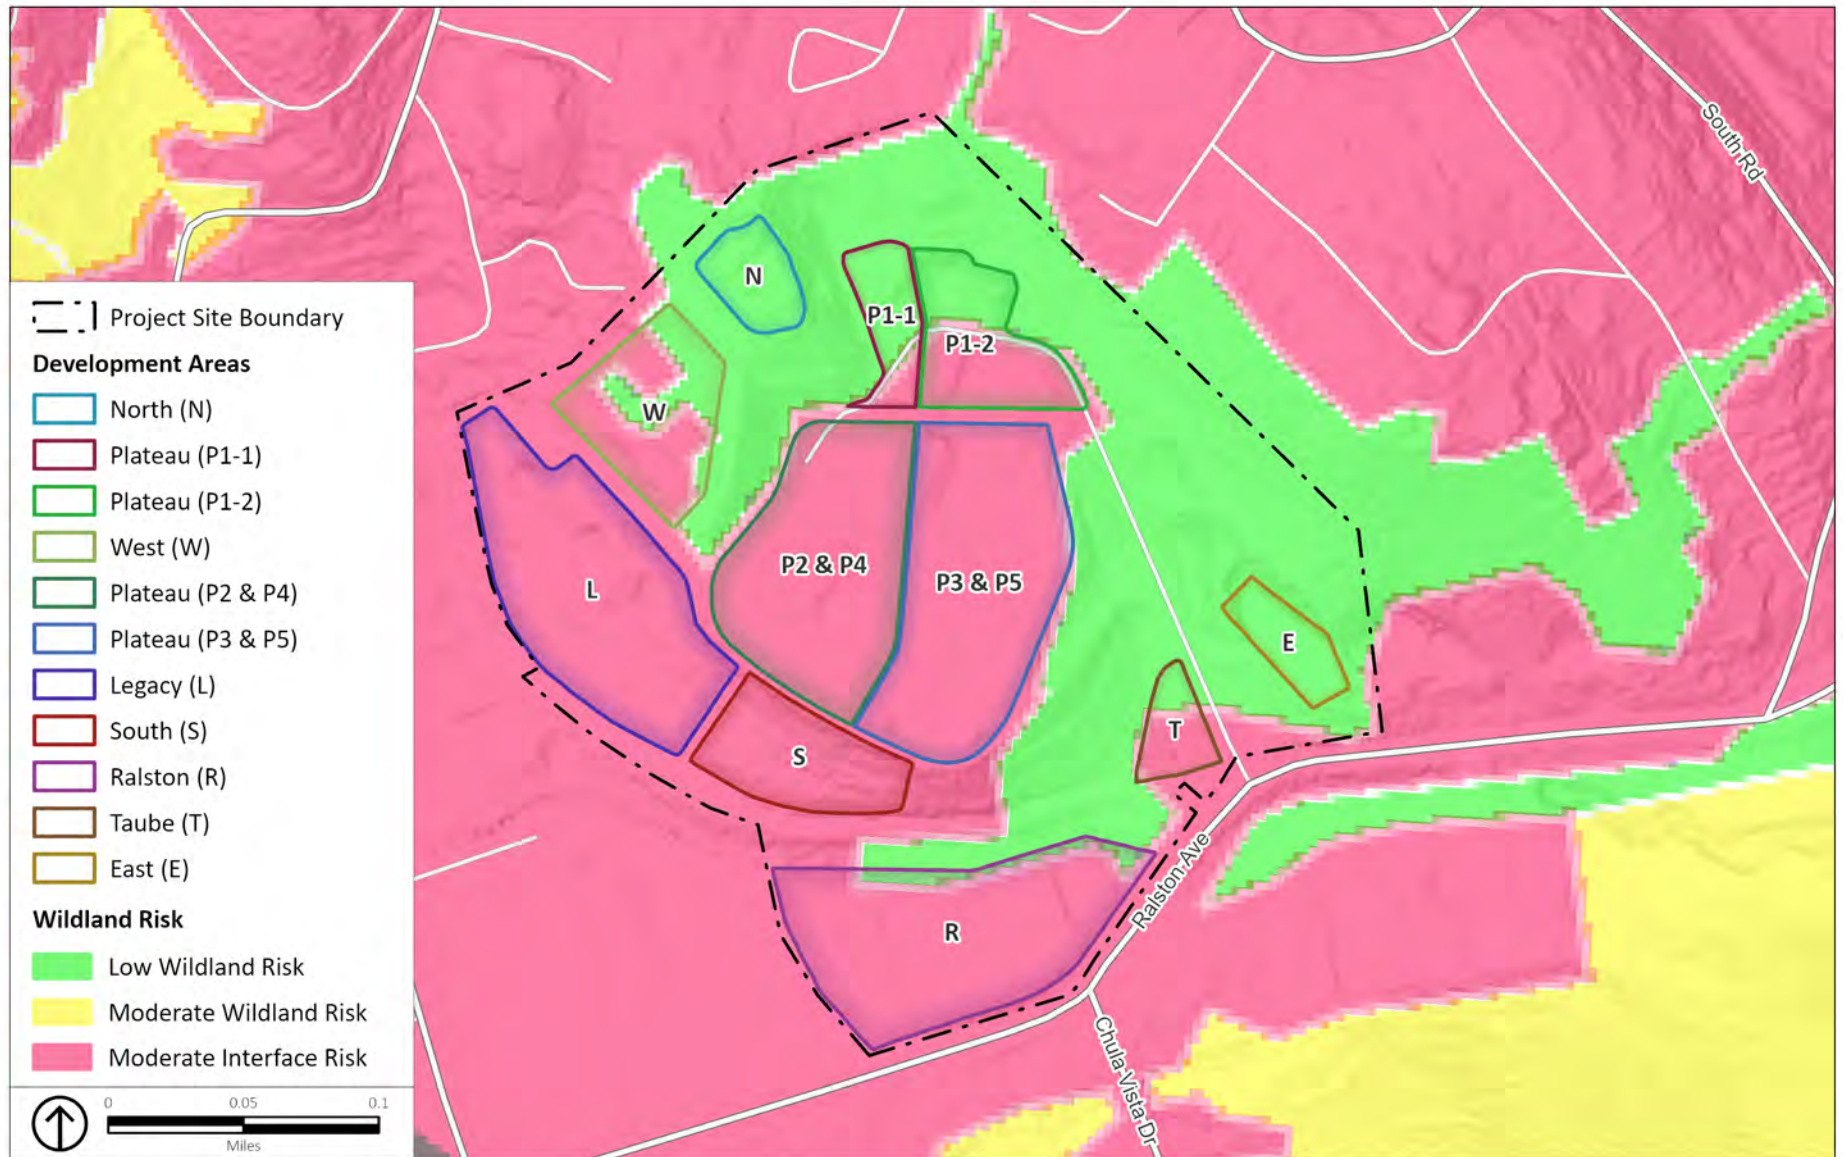 South Rd
N
P1-1
P1-2
W
L
P2 & P4
P3 & P5
E
T
S
R
Ralston Ave
Chula Vista Dr
Project Site Boundary
Development Areas
North (N)
Plateau (P1-1)
Plateau (P1-2)
West (W)
Plateau (P2 & P4)
Plateau (P3 & P5)
Legacy (L)
South (S)
Ralston (R)
Taube (T)
East (E)
Wildland Risk
Low Wildland Risk
Moderate Wildland Risk
Moderate Interface Risk
0 0.05 0.1
Miles